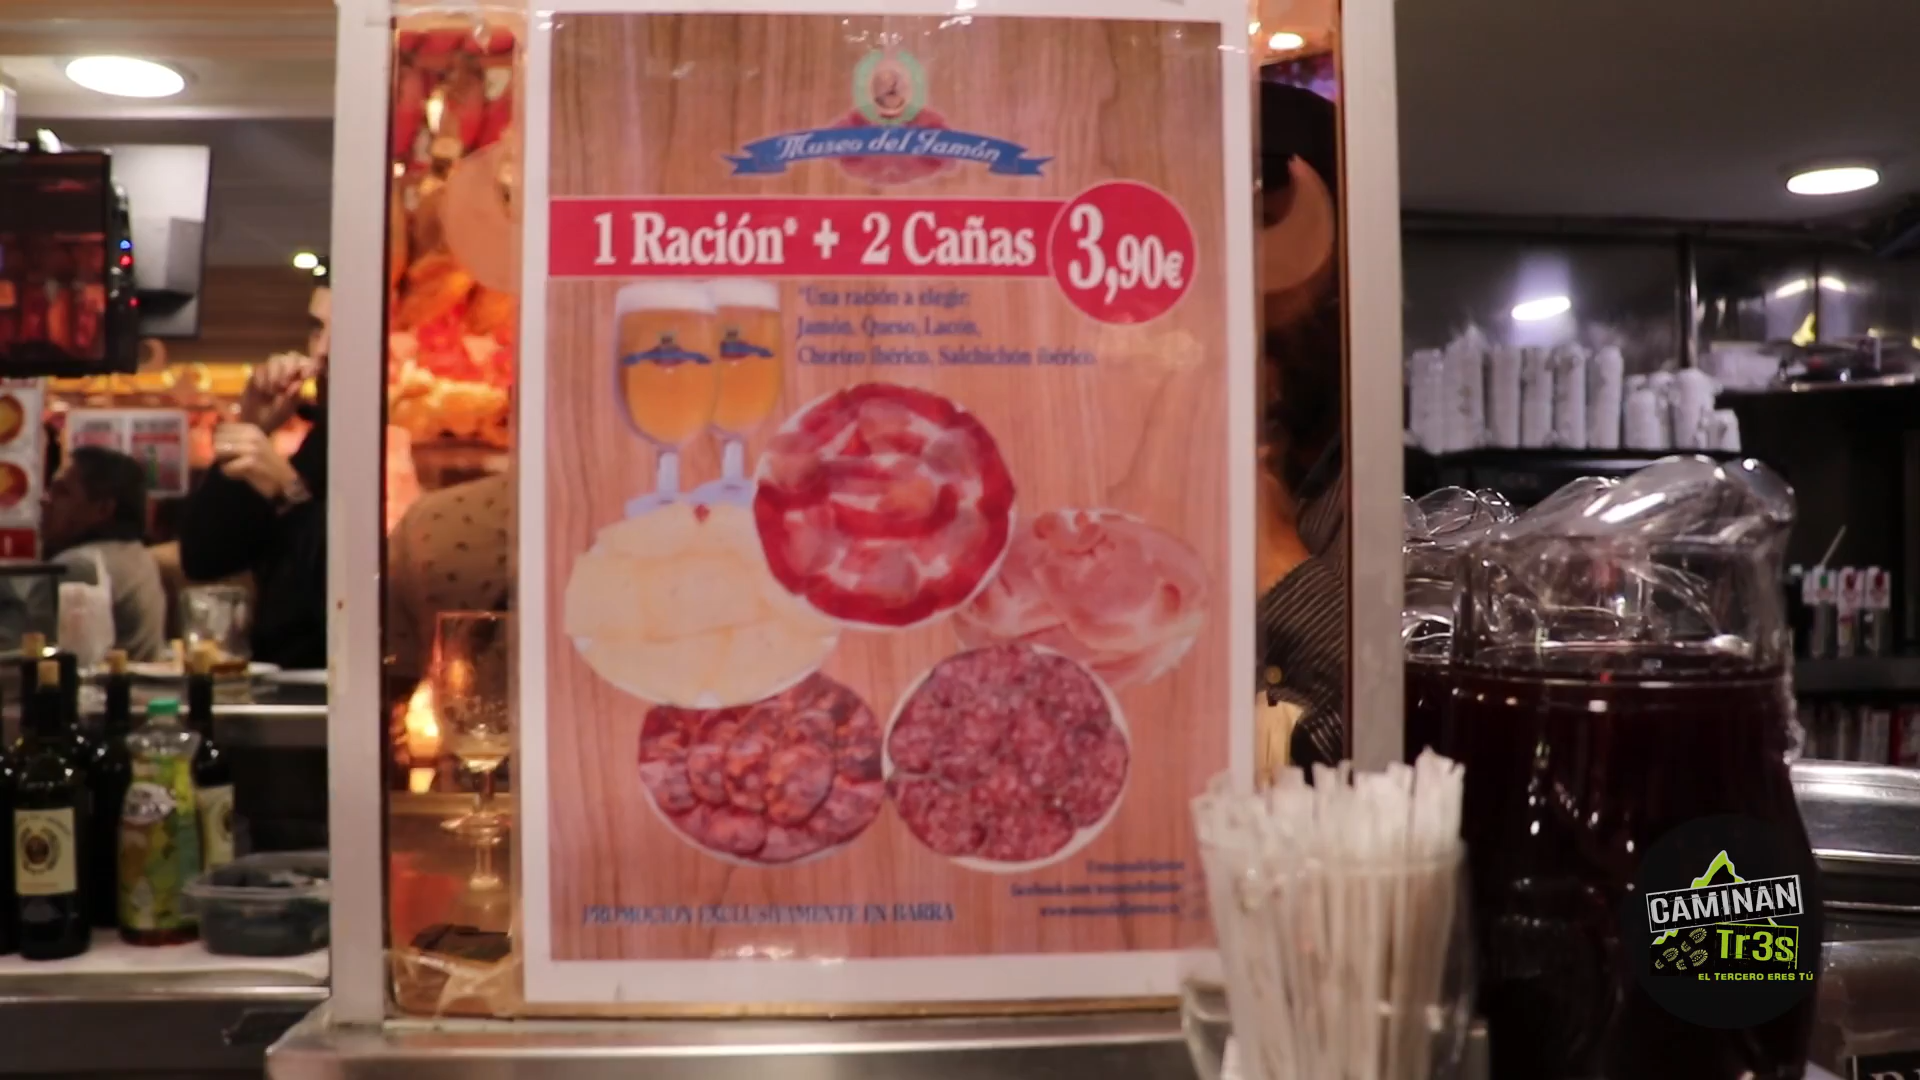 Museo del Jamón
1 Ración* + 2 Cañas 3,90€
*Una ración a elegir:
Jamón, Queso, Lacón,
Chorizo ibérico, Salchichón ibérico.
PROMOCION EXCLUSIVAMENTE EN BARRA
CAMINAN
Tr3s
EL TERCERO ERES TÚ